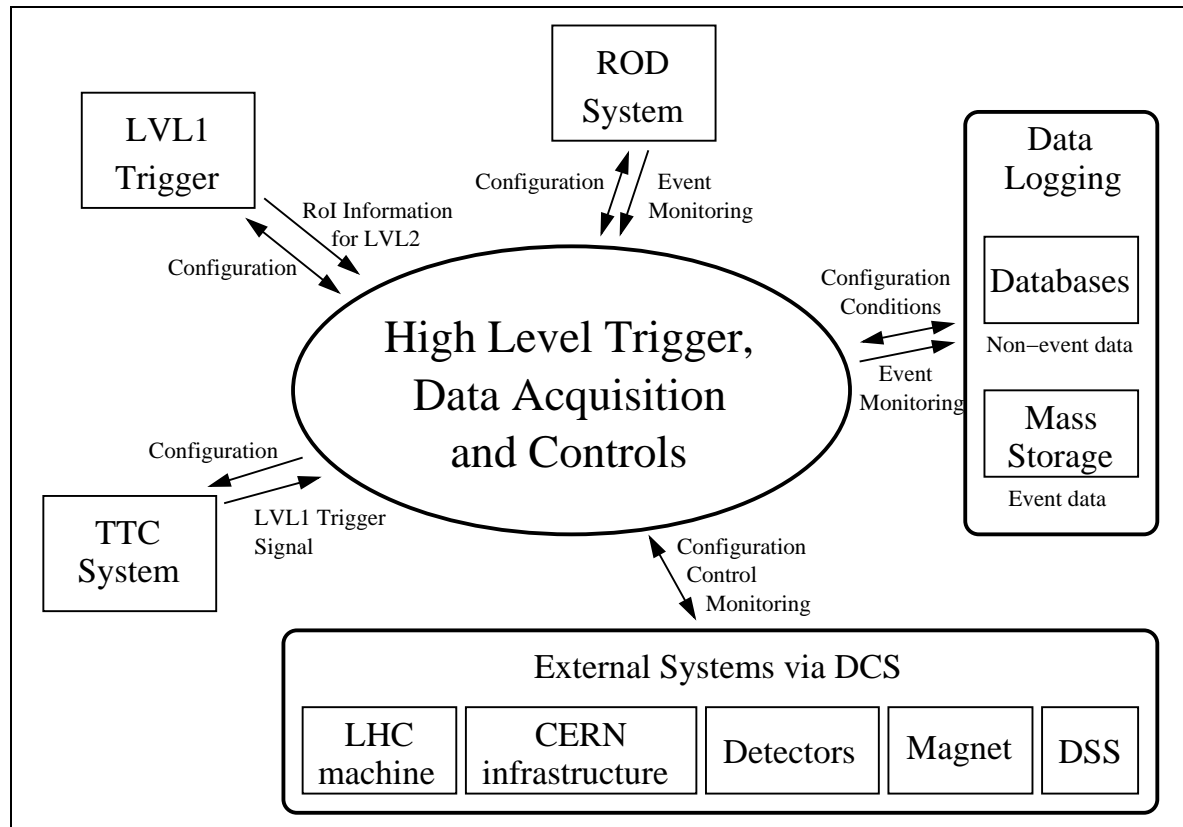 ROD
System
LVL1
Trigger
Data
Logging
Configuration
Event
Monitoring
RoI Information
for LVL2
Configuration
Configuration
Conditions
Databases
Non−event data
Event
Monitoring
High Level Trigger,
Data Acquisition
and Controls
Mass
Storage
Event data
Configuration
TTC
System
LVL1 Trigger
Signal
Configuration
Control
Monitoring
External Systems via DCS
LHC
machine
CERN
infrastructure
Detectors
Magnet
DSS